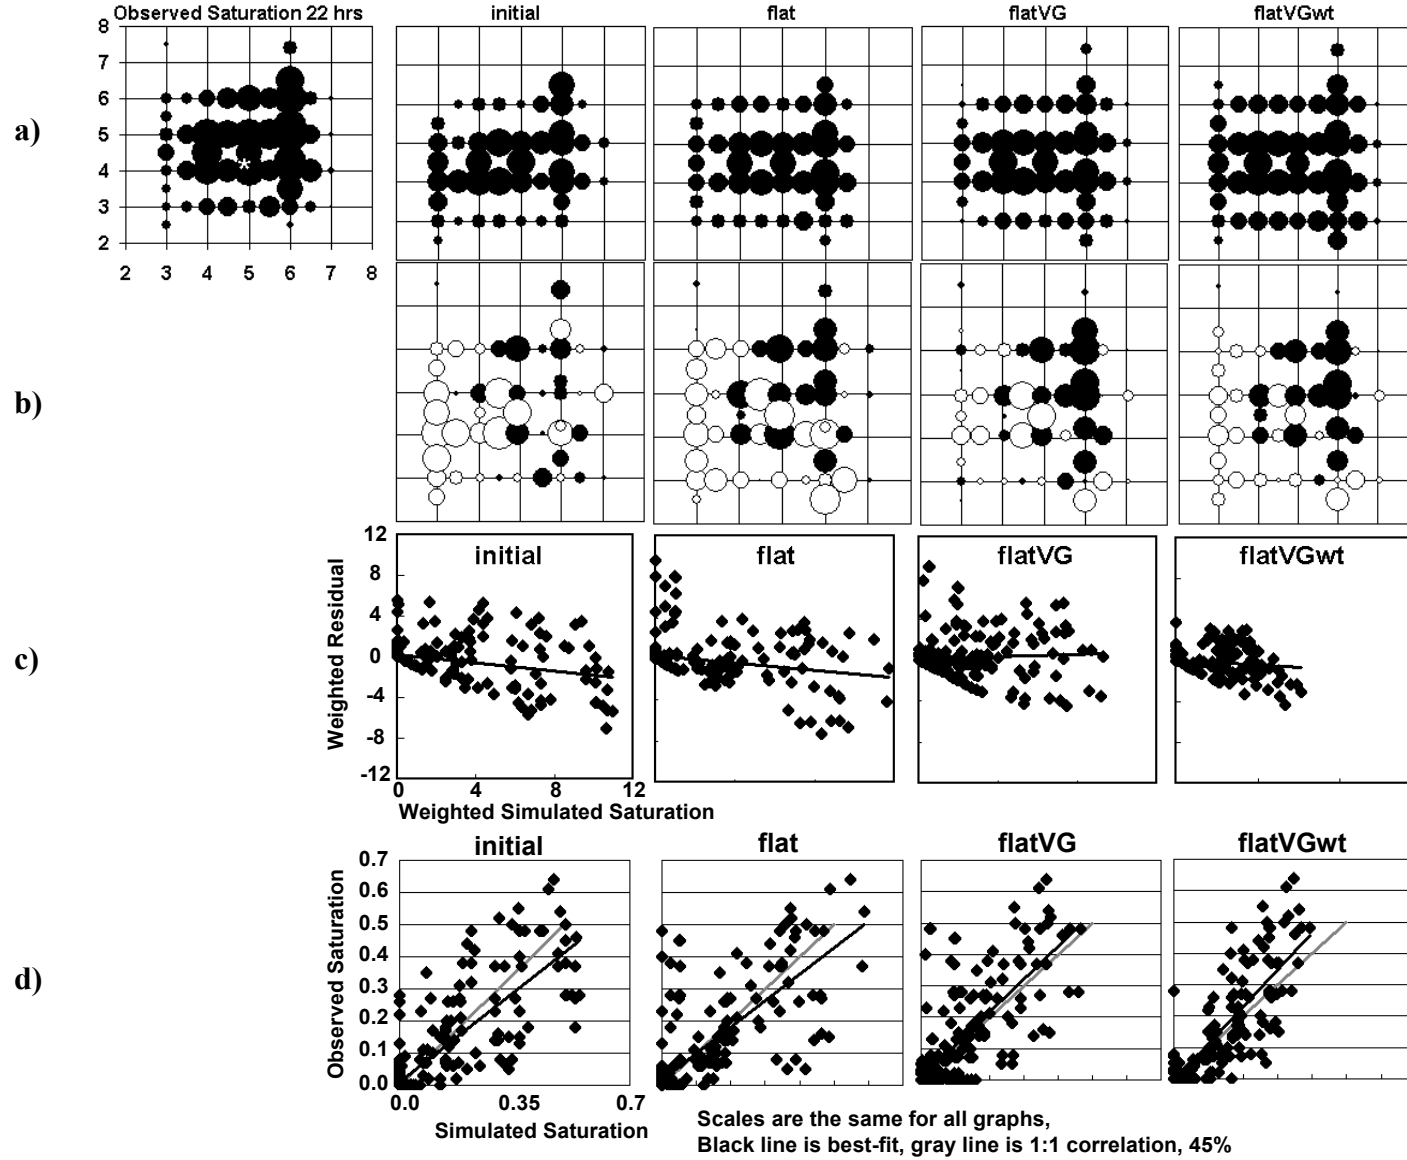 Observed Saturation 22 hrs
initial
flat
flatVG
flatVGwt
a)
8
7
6
5
4
3
2
*
2 3 4 5 6 7 8
b)
c)
Weighted Residual
12
8
4
0
-4
-8
-12
initial
flat
flatVG
flatVGwt
0 4 8 12
Weighted Simulated Saturation
d)
initial
flat
flatVG
flatVGwt
Observed Saturation
0.7
0.6
0.5
0.4
0.3
0.2
0.1
0.0
0.0 0.35 0.7
Simulated Saturation
Scales are the same for all graphs,
Black line is best-fit, gray line is 1:1 correlation, 45%